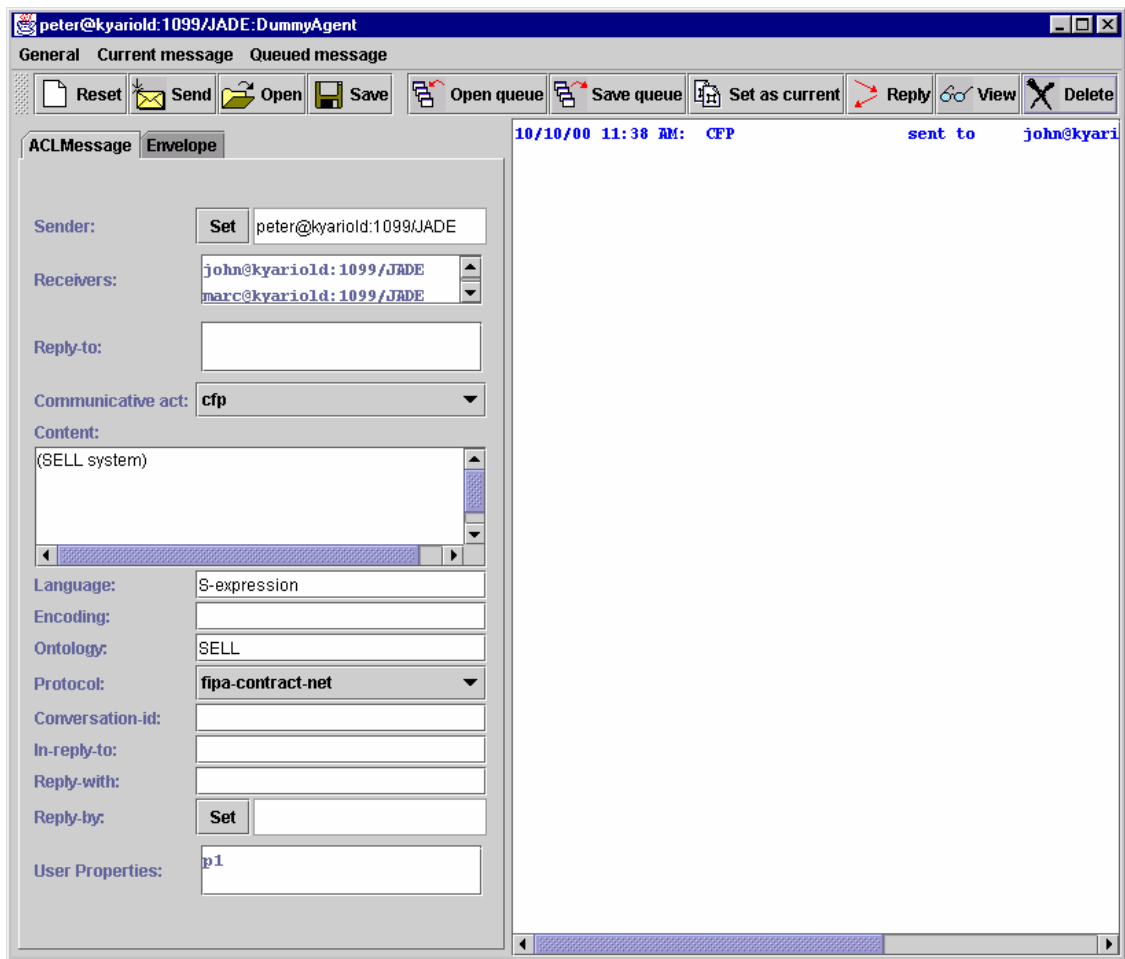 peter@kyariold:1099/JADE:DummyAgent
General Current message Queued message
Reset Send Open Save Open queue Save queue Set as current Reply View Delete
ACLMessage Envelope
10/10/00 11:38 AM: CFP sent to john@kyari
Sender: Set peter@kyariold:1099/JADE
Receivers: john@kyariold:1099/JADE
marc@kyariold:1099/JADE
Reply-to:
Communicative act: cfp
Content:
(SELL system)
Language: S-expression
Encoding:
Ontology: SELL
Protocol: fipa-contract-net
Conversation-id:
In-reply-to:
Reply-with:
Reply-by: Set
User Properties: p1